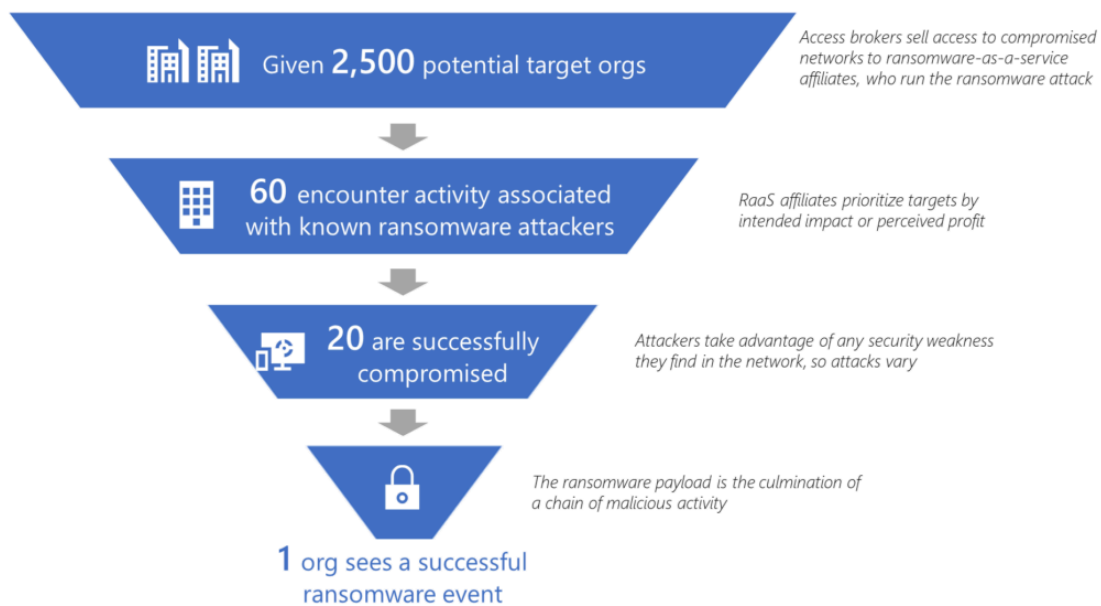 Given 2,500 potential target orgs
Access brokers sell access to compromised
networks to ransomware-as-a-service
affiliates, who run the ransomware attack
60 encounter activity associated
with known ransomware attackers
RaaS affiliates prioritize targets by
intended impact or perceived profit
20 are successfully
compromised
Attackers take advantage of any security weakness
they find in the network, so attacks vary
The ransomware payload is the culmination of
a chain of malicious activity
1 org sees a successful
ransomware event